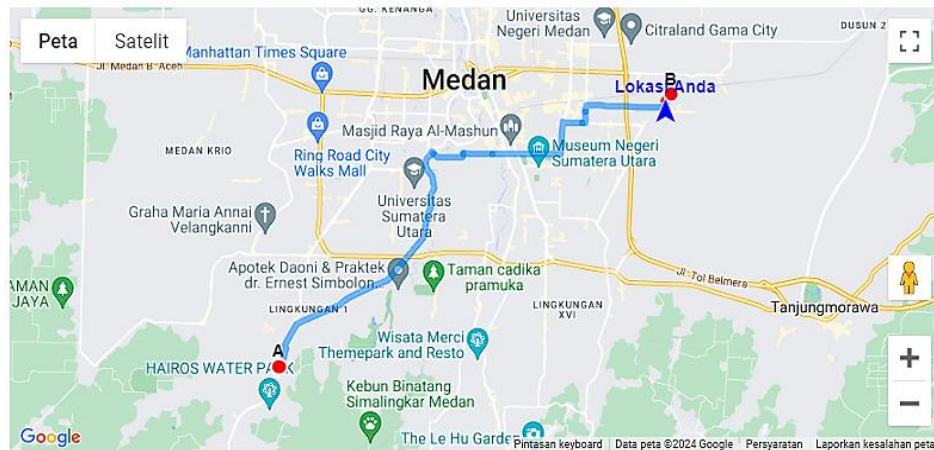 Peta
Satelit
GG. KENANGA
Universitas
Negeri Medan
Citraland Gama City
DUSUN 2
Manhattan Times Square
Jl. Medan B. Aceh
Medan
B
Lokasi Anda
Masjid Raya Al-Mashun
MEDAN KRIO
Ring Road City
Walks Mall
Museum Negeri
Sumatera Utara
Universitas
Sumatera
Utara
Graha Maria Annai
Velangkanni
Apotek Daoni & Praktek
dr. Ernest Simbolon...
Taman cadika
pramuka
Jl. Tol Belmera
AMAN
JAYA
LINGKUNGAN 1
LINGKUNGAN
XVI
Tanjungmorawa
Wisata Merci
Themepark and Resto
A
HAIROS WATER PARK
Kebun Binatang
Simalingkar Medan
The Le Hu Garden
Google
Pintasan keyboard
Data peta ©2024 Google
Persyaratan
Laporkan kesalahan peta